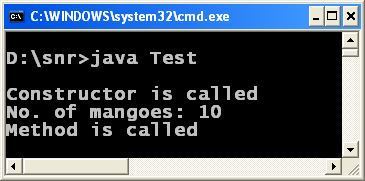 C:\WINDOWS\system32\cmd.exe
D:\snr>java Test
Constructor is called
No. of mangoes: 10
Method is called